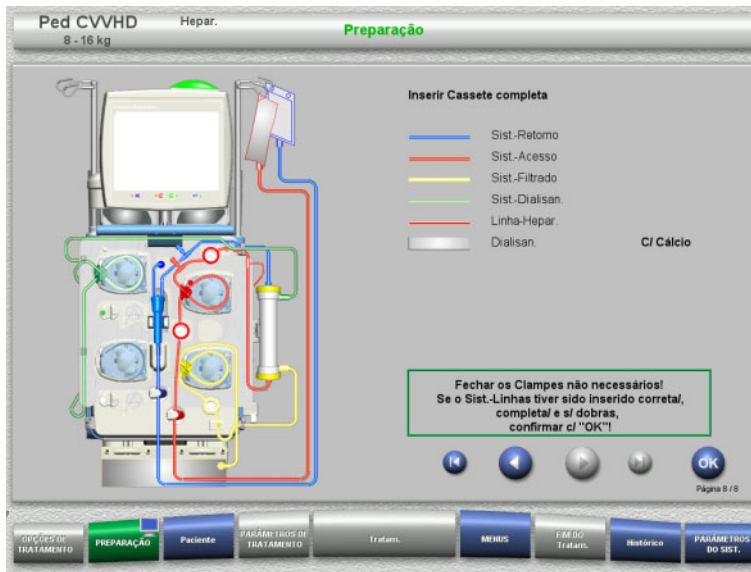 Ped CVVHD
Hepar.
8 - 16 kg
Preparação
Inserir Cassete completa
Sist.-Retorno
Sist.-Acesso
Sist.-Filtrado
Sist.-Dialisan.
Linha-Hepar.
Dialisan.
C/ Cálcio
Fechar os Clampes não necessários!
Se o Sist.-Linhas tiver sido inserido correta/,
completa/ e s/ dobras,
confirmar c/ "OK"!
OK
Página 8 / 8
OPÇÕES DE
TRATAMENTO
PREPARAÇÃO
Paciente
PARÂMETROS DE
TRATAMENTO
Tratam.
MENUS
FIM DO
Tratam.
Histórico
PARÂMETROS
DO SIST.